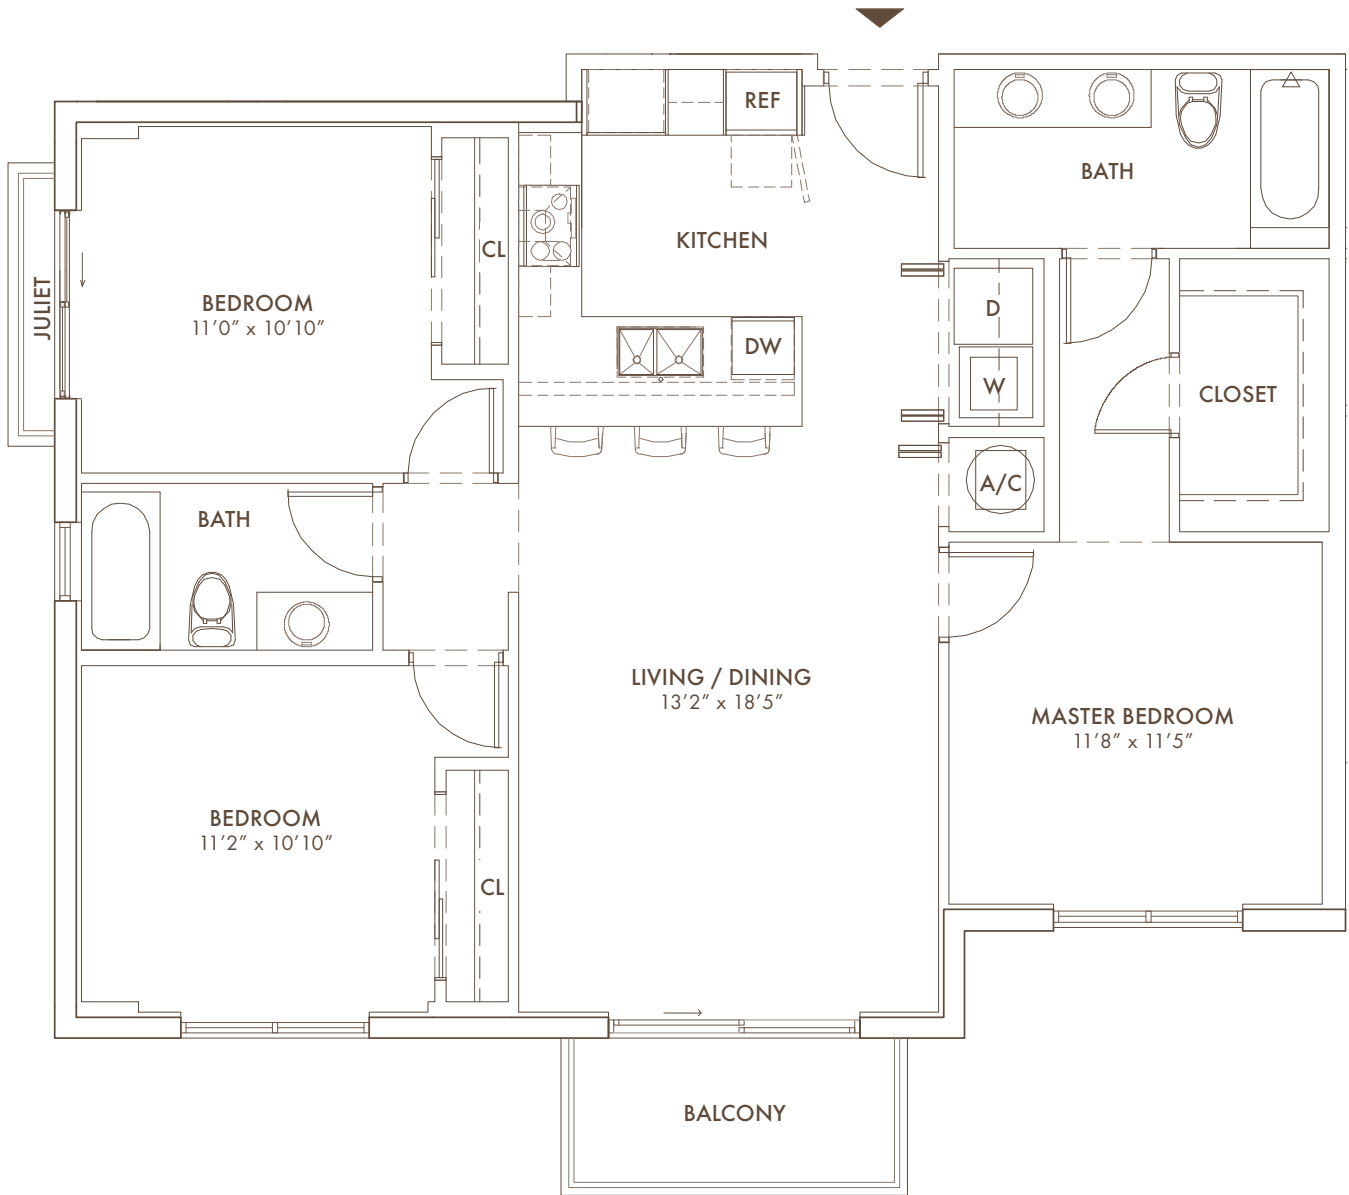 REF
BATH
KITCHEN
CL
JULIET
BEDROOM
11’0” x 10’10”
D
DW
W
CLOSET
A/C
BATH
LIVING / DINING
13’2” x 18’5”
MASTER BEDROOM
11’8” x 11’5”
BEDROOM
11’2” x 10’10”
CL
BALCONY